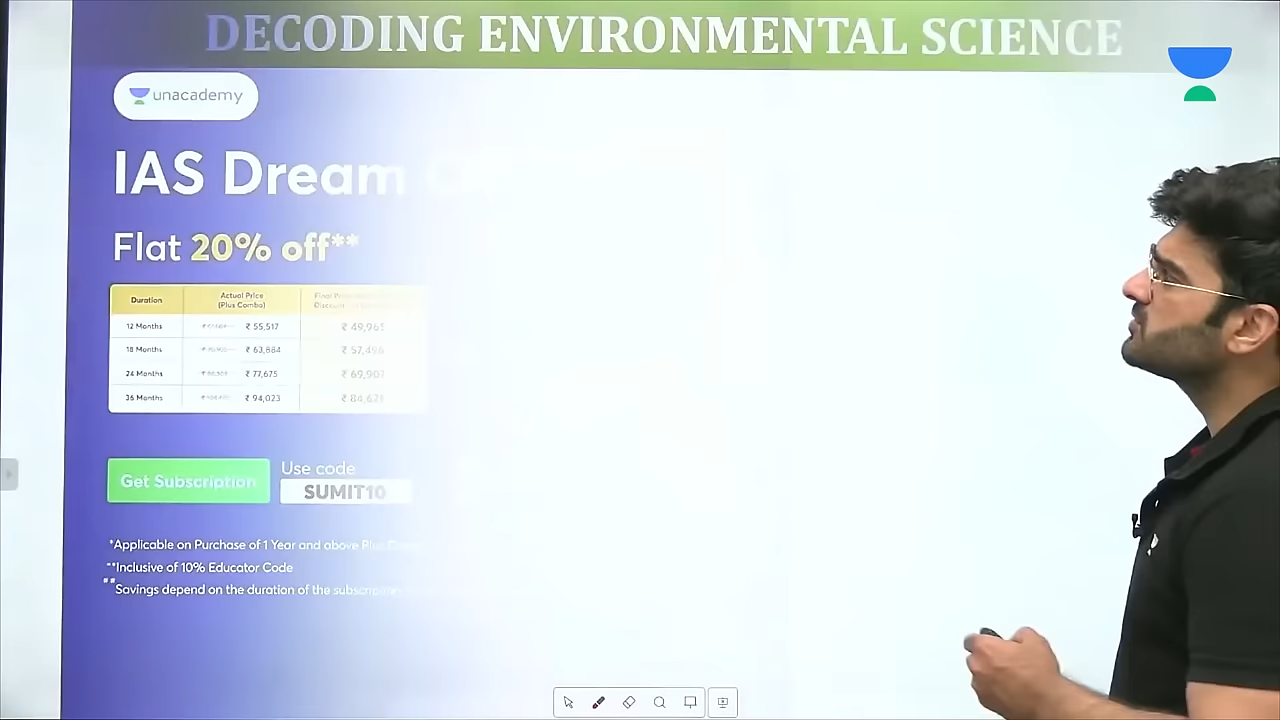 DECODING ENVIRONMENTAL SCIENCE
unacademy
IAS Dream
Flat 20% off**
Duration Actual Price (Plus Combo) Final
12 Months ₹ 55,517 ₹ 49,965
18 Months ₹ 63,884 ₹ 57,496
24 Months ₹ 77,675 ₹ 69,907
36 Months ₹ 94,023 ₹ 84,621
Get Subscription
Use code
SUMIT10
*Applicable on Purchase of 1 Year and above
**Inclusive of 10% Educator Code
##Savings depend on the duration of the